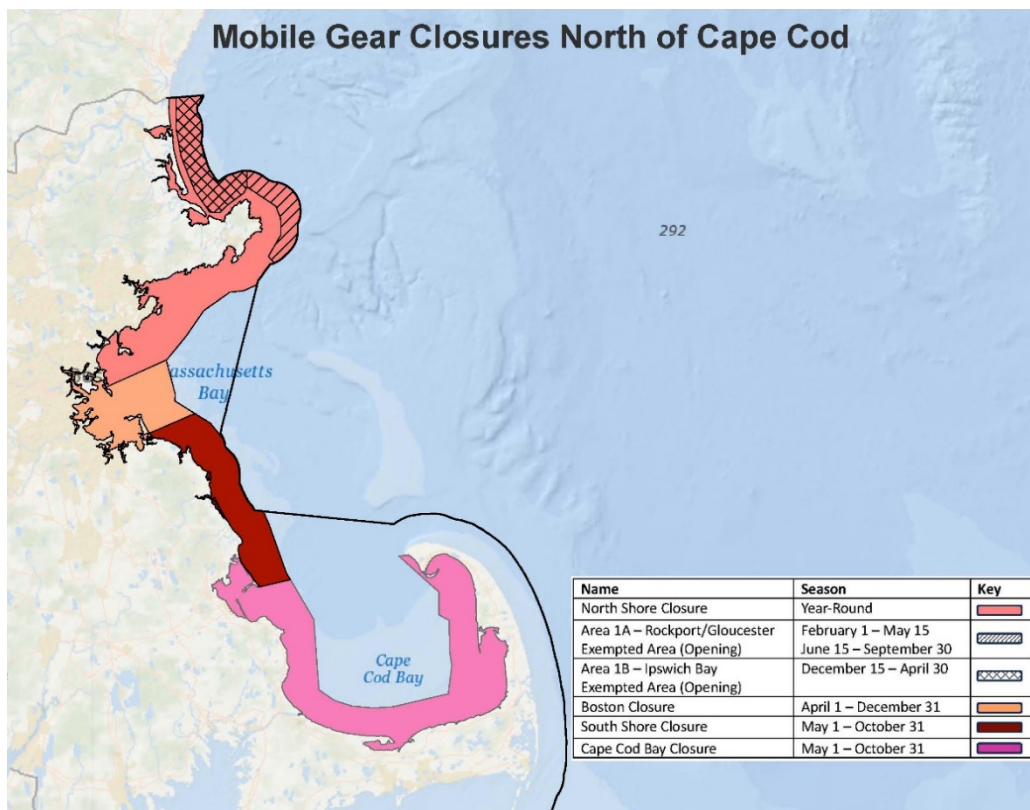 Mobile Gear Closures North of Cape Cod
292
assachusetts
Bay
Cape
Cod Bay
Name Season Key
North Shore Closure Year-Round
Area 1A – Rockport/Gloucester February 1 – May 15
Exempted Area (Opening) June 15 – September 30
Area 1B – Ipswich Bay December 15 – April 30
Exempted Area (Opening)
Boston Closure April 1 – December 31
South Shore Closure May 1 – October 31
Cape Cod Bay Closure May 1 – October 31